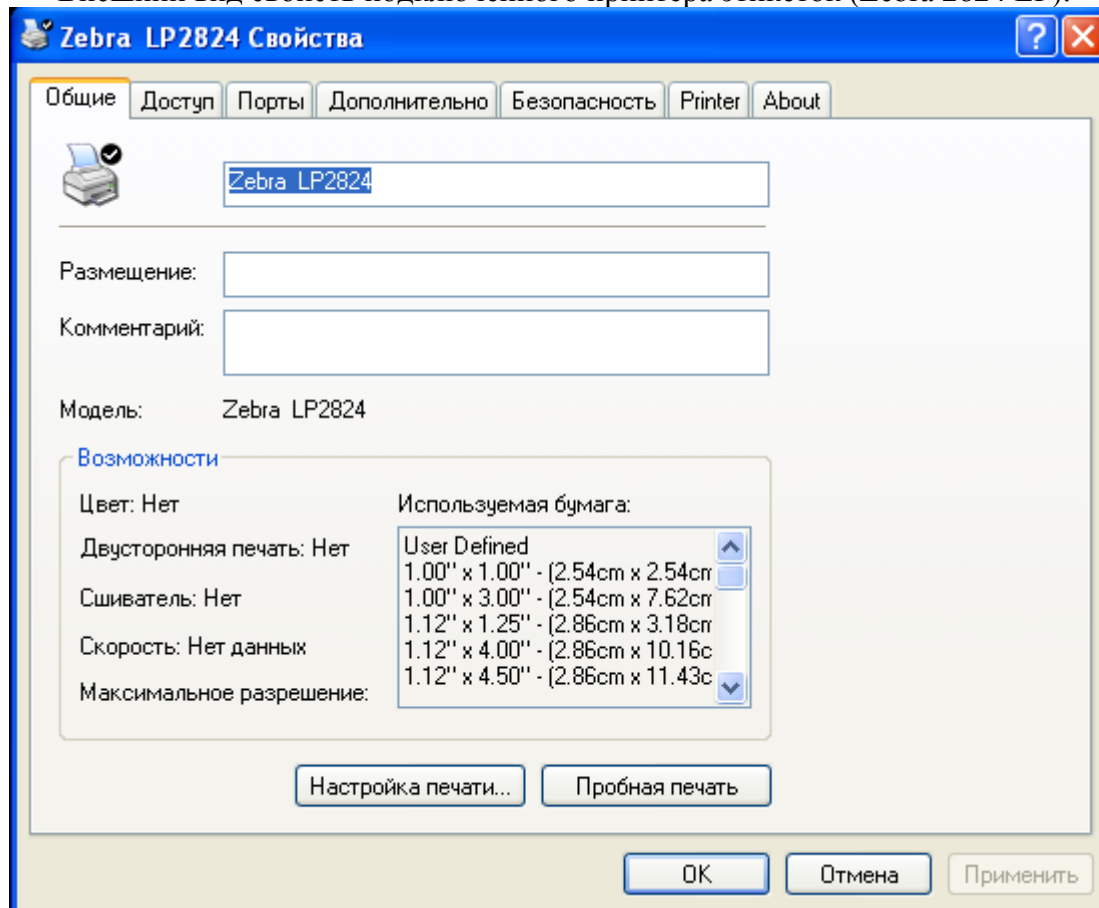 Zebra LP2824 Свойства
Общие Доступ Порты Дополнительно Безопасность Printer About
Zebra LP2824
Размещение:
Комментарий:
Модель: Zebra LP2824
Возможности
Цвет: Нет
Используемая бумага:
Двусторонняя печать: Нет
Сшиватель: Нет
Скорость: Нет данных
Максимальное разрешение:
User Defined
1.00" x 1.00" - (2.54cm x 2.54cm
1.00" x 3.00" - (2.54cm x 7.62cm
1.12" x 1.25" - (2.86cm x 3.18cm
1.12" x 4.00" - (2.86cm x 10.16c
1.12" x 4.50" - (2.86cm x 11.43c
Настройка печати... Пробная печать
OK Отмена Применить